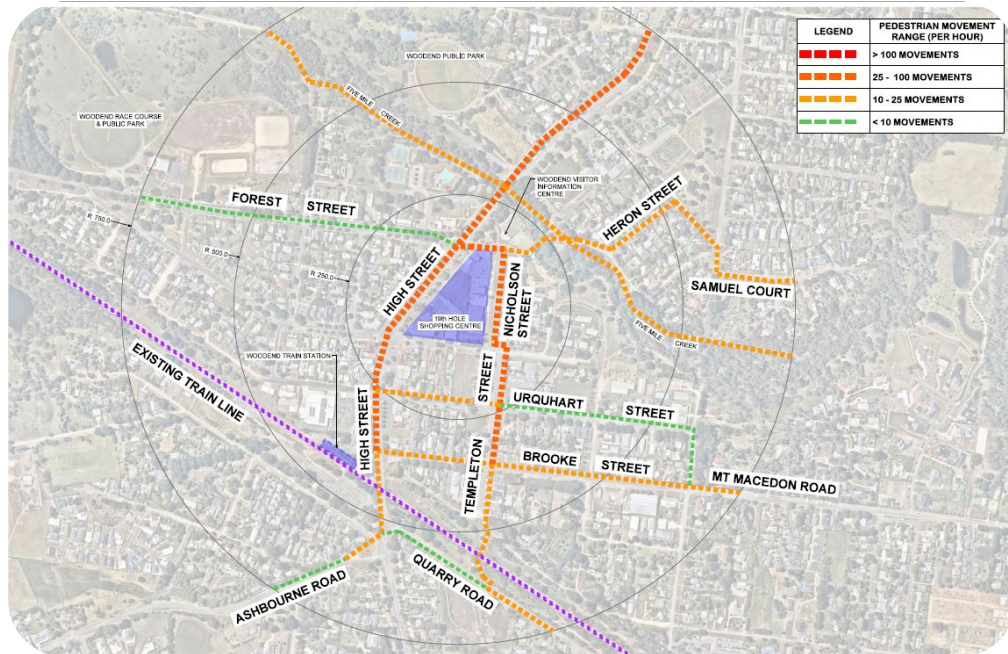 LEGEND
PEDESTRIAN MOVEMENT
RANGE (PER HOUR)
> 100 MOVEMENTS
25 - 100 MOVEMENTS
10 - 25 MOVEMENTS
< 10 MOVEMENTS
WOODEND PUBLIC PARK
FIVE MILE
CREEK
WOODEND RACE COURSE
& PUBLIC PARK
WOODEND VISITOR
INFORMATION
CENTRE
FOREST STREET
HERON STREET
R 750.0
R 500.0
R 250.0
HIGH STREET
NICHOLSON
STREET
SAMUEL COURT
19th HOLE
SHOPPING CENTRE
FIVE MILE
CREEK
EXISTING TRAIN LINE
WOODEND TRAIN STATION
TEMPLETON STREET
URQUHART STREET
HIGH STREET
BROOKE STREET
MT MACEDON ROAD
ASHBOURNE ROAD
QUARRY ROAD